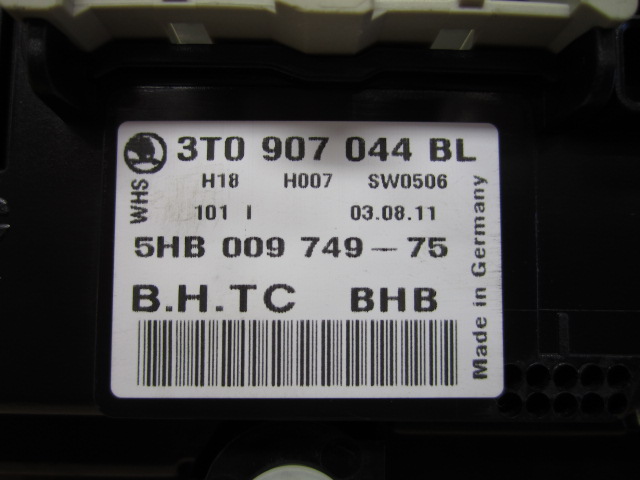 3T0 907 044 BL
H18 H007 SW0506
WHS
101 I 03.08.11
5HB 009 749-75
B.H.TC BHB
Made in Germany